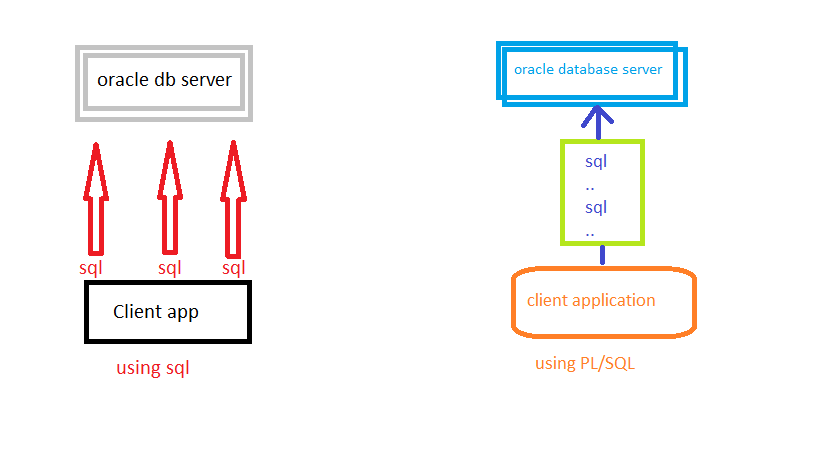 oracle db server
sql
sql
sql
Client app
using sql
oracle database server
sql
..
sql
..
client application
using PL/SQL